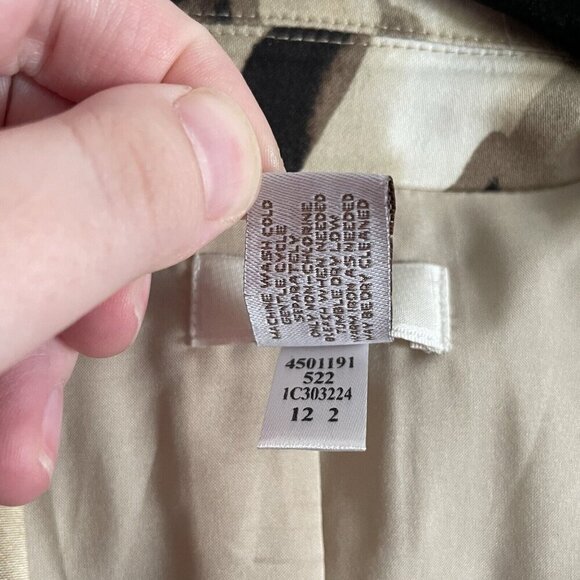 MACHINE WASH COLD
GENTLE CYCLE
SEPARATELY
ONLY NON-CHLORINE
BLEACH WHEN NEEDED
TUMBLE DRY LOW
WARM IRON AS NEEDED
MAY BE DRY CLEANED
4501191
522
1C303224
12 2